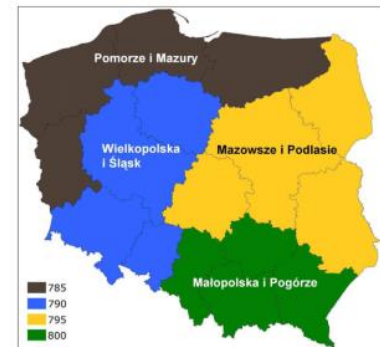 Pomorze i Mazury
Wielkopolska
i Śląsk
Mazowsze i Podlasie
Małopolska i Pogórze
785
790
795
800